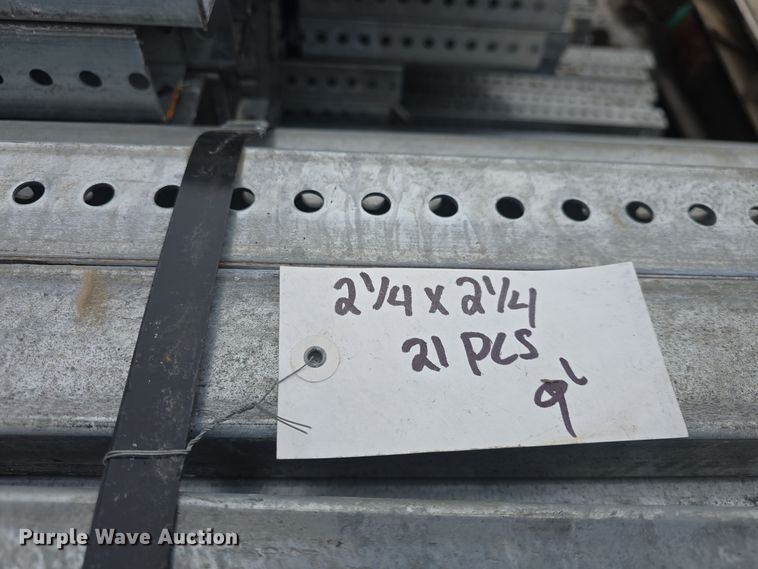 2 1/4 x 2 1/4
21 PCS
9'
Purple Wave Auction